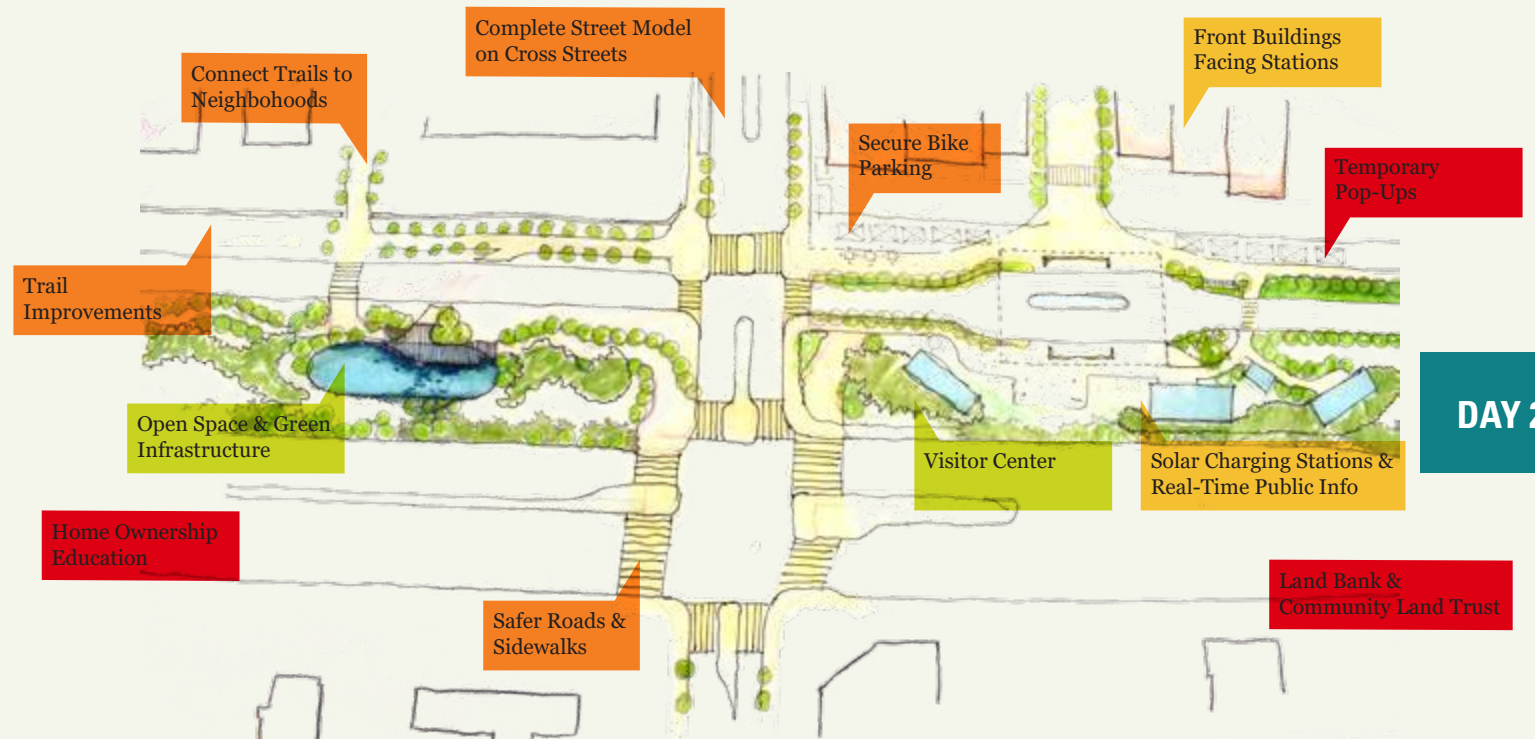 Complete Street Model
on Cross Streets
Front Buildings
Facing Stations
Connect Trails to
Neighbohoods
Secure Bike
Parking
Temporary
Pop-Ups
Trail
Improvements
Open Space & Green
Infrastructure
Visitor Center
Solar Charging Stations &
Real-Time Public Info
DAY 2
Home Ownership
Education
Land Bank &
Community Land Trust
Safer Roads &
Sidewalks